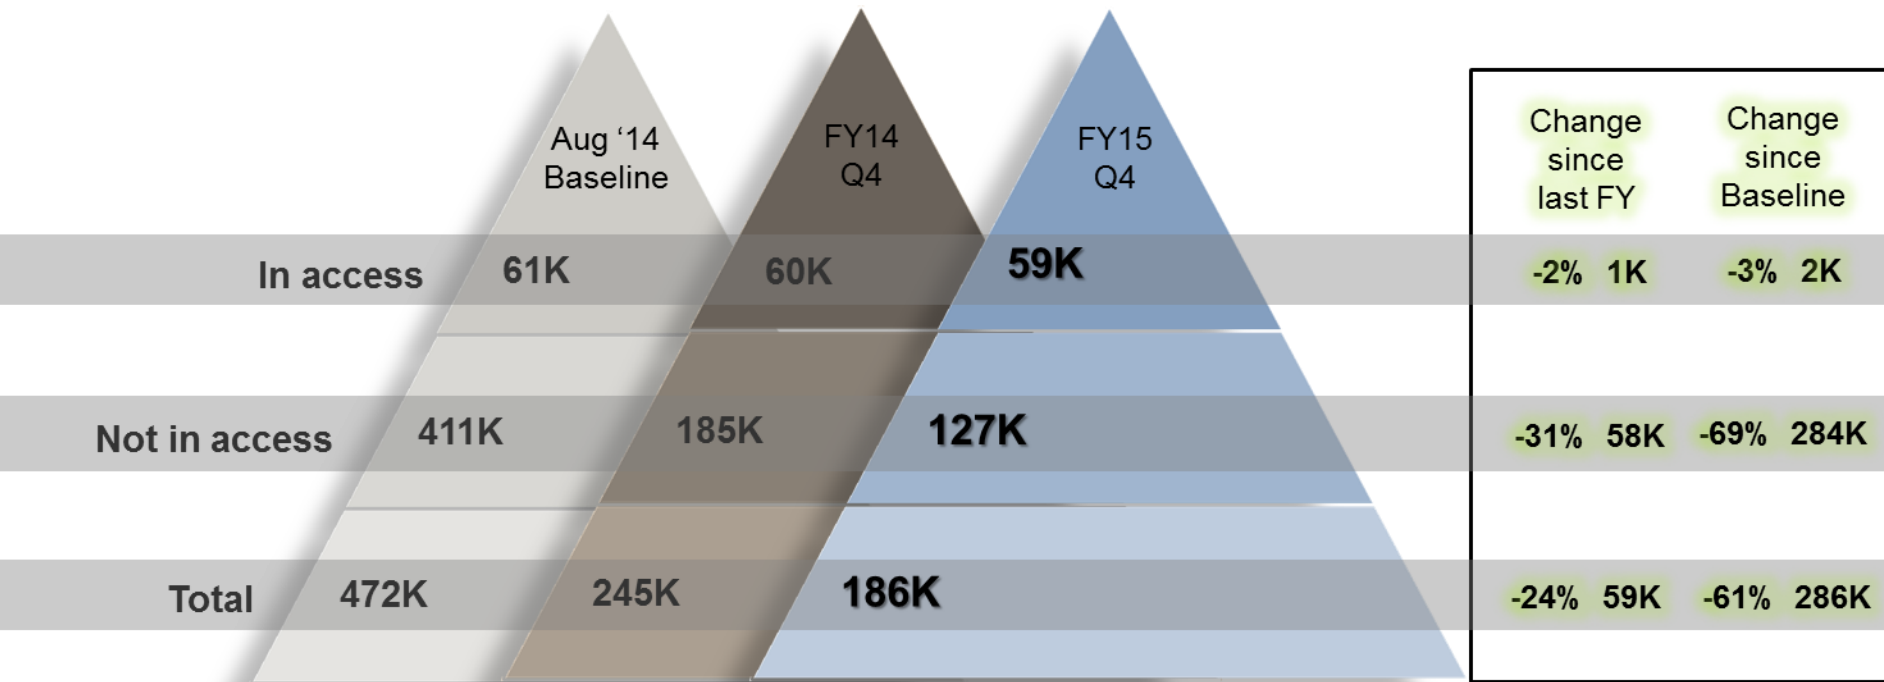 Aug ‘14
Baseline
FY14
Q4
FY15
Q4
Change
since
last FY
Change
since
Baseline
In access 61K 60K 59K -2% 1K -3% 2K
Not in access 411K 185K 127K -31% 58K -69% 284K
Total 472K 245K 186K -24% 59K -61% 286K